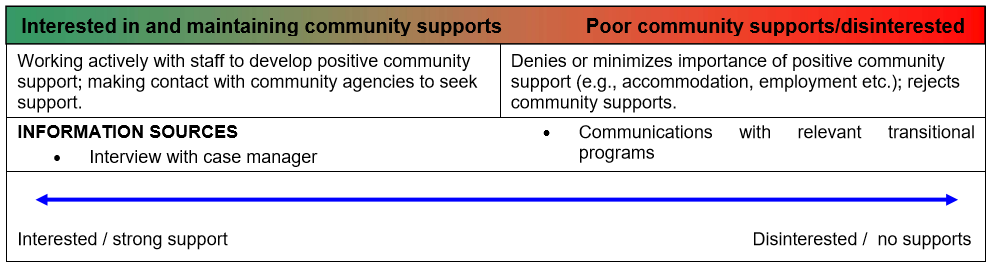 Interested in and maintaining community supports
Poor community supports/disinterested
Working actively with staff to develop positive community
support; making contact with community agencies to seek
support.
Denies or minimizes importance of positive community
support (e.g., accommodation, employment etc.); rejects
community supports.
INFORMATION SOURCES
• Interview with case manager
• Communications with relevant transitional
programs
Interested / strong support
Disinterested / no supports